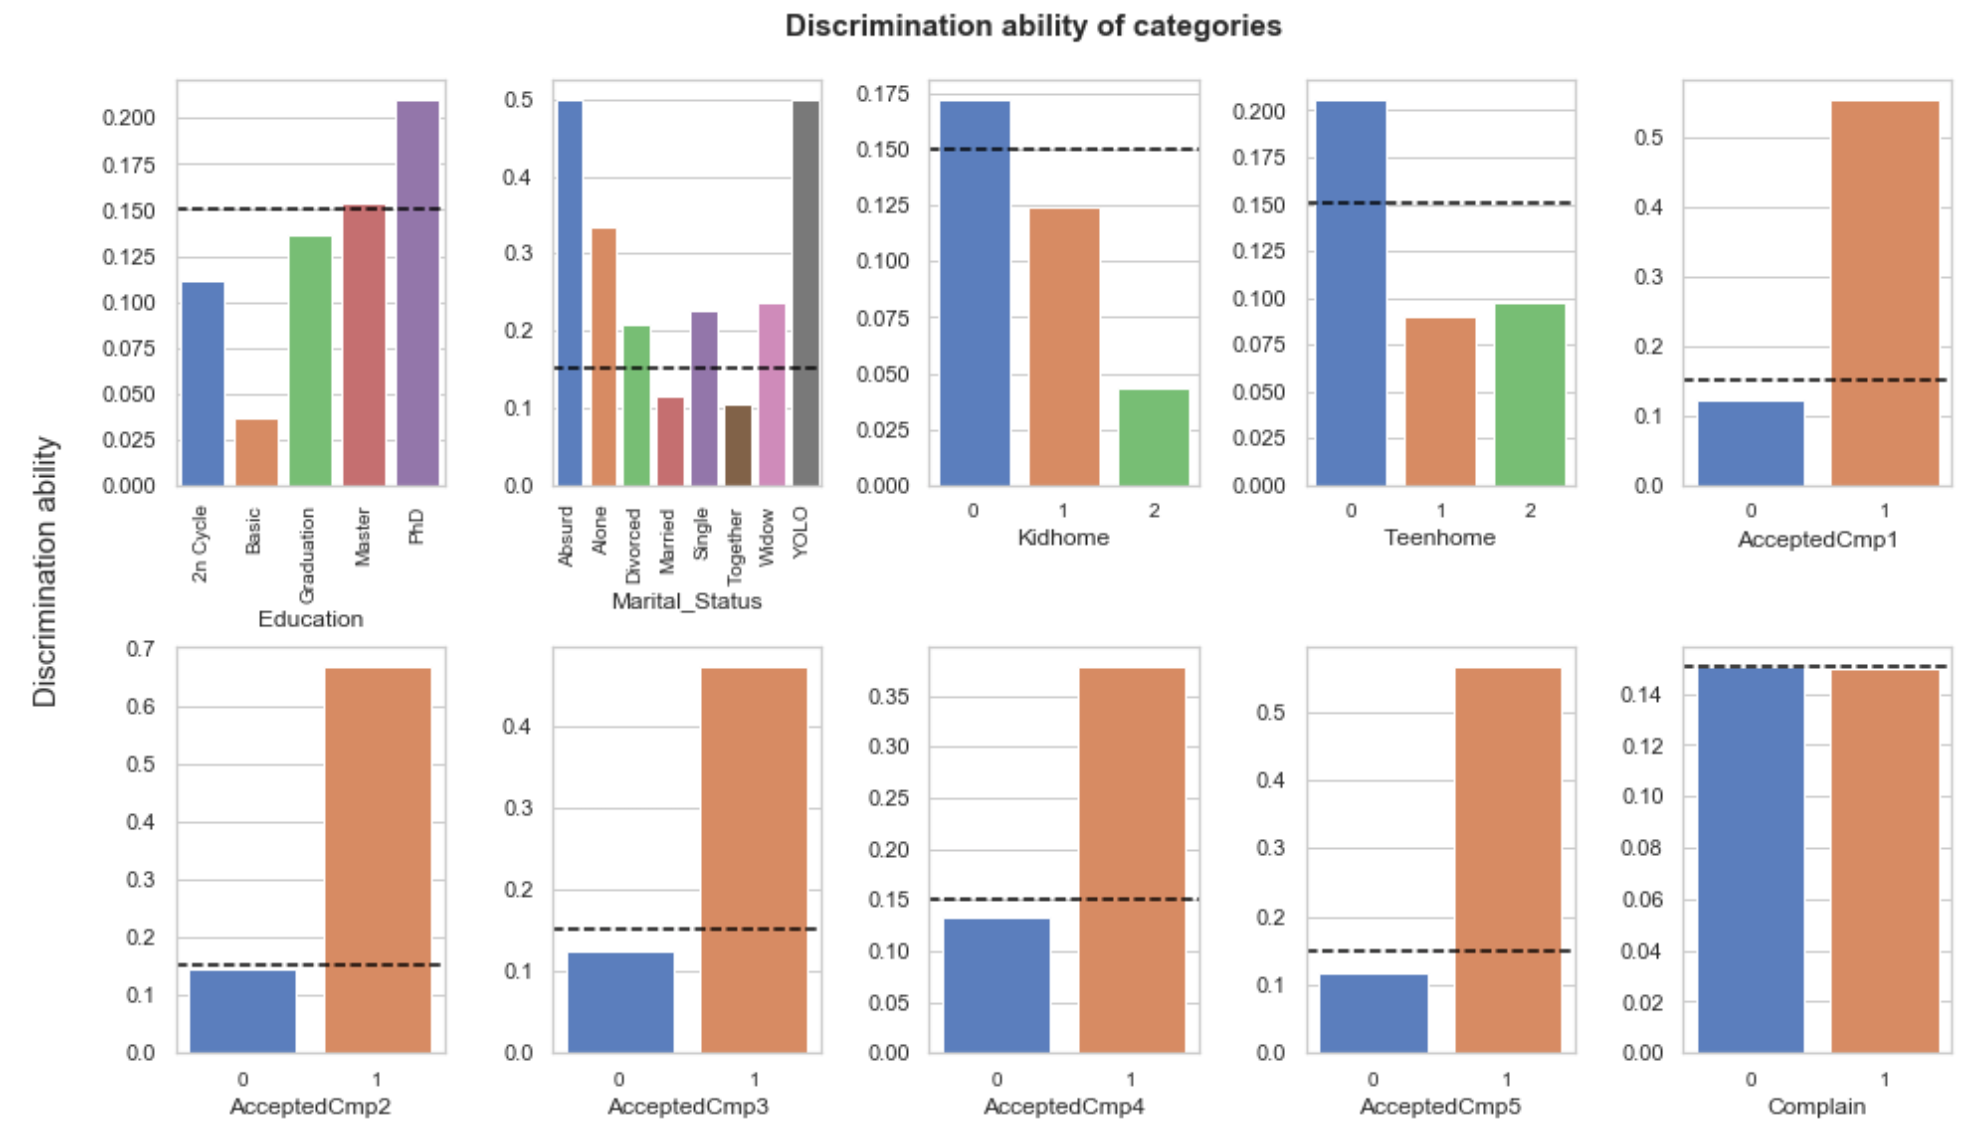 Discrimination ability of categories
Discrimination ability
0.200
0.175
0.150
0.125
0.100
0.075
0.050
0.025
0.000
2n Cycle
Basic
Graduation
Master
PhD
Education
0.5
0.4
0.3
0.2
0.1
0.0
Absurd
Alone
Divorced
Married
Single
Together
Widow
YOLO
Marital_Status
0.175
0.150
0.125
0.100
0.075
0.050
0.025
0.000
0 1 2
Kidhome
0.200
0.175
0.150
0.125
0.100
0.075
0.050
0.025
0.000
0 1 2
Teenhome
0.5
0.4
0.3
0.2
0.1
0.0
0 1
AcceptedCmp1
0.7
0.6
0.5
0.4
0.3
0.2
0.1
0.0
0 1
AcceptedCmp2
0.4
0.3
0.2
0.1
0.0
0 1
AcceptedCmp3
0.35
0.30
0.25
0.20
0.15
0.10
0.05
0.00
0 1
AcceptedCmp4
0.5
0.4
0.3
0.2
0.1
0.0
0 1
AcceptedCmp5
0.14
0.12
0.10
0.08
0.06
0.04
0.02
0.00
0 1
Complain